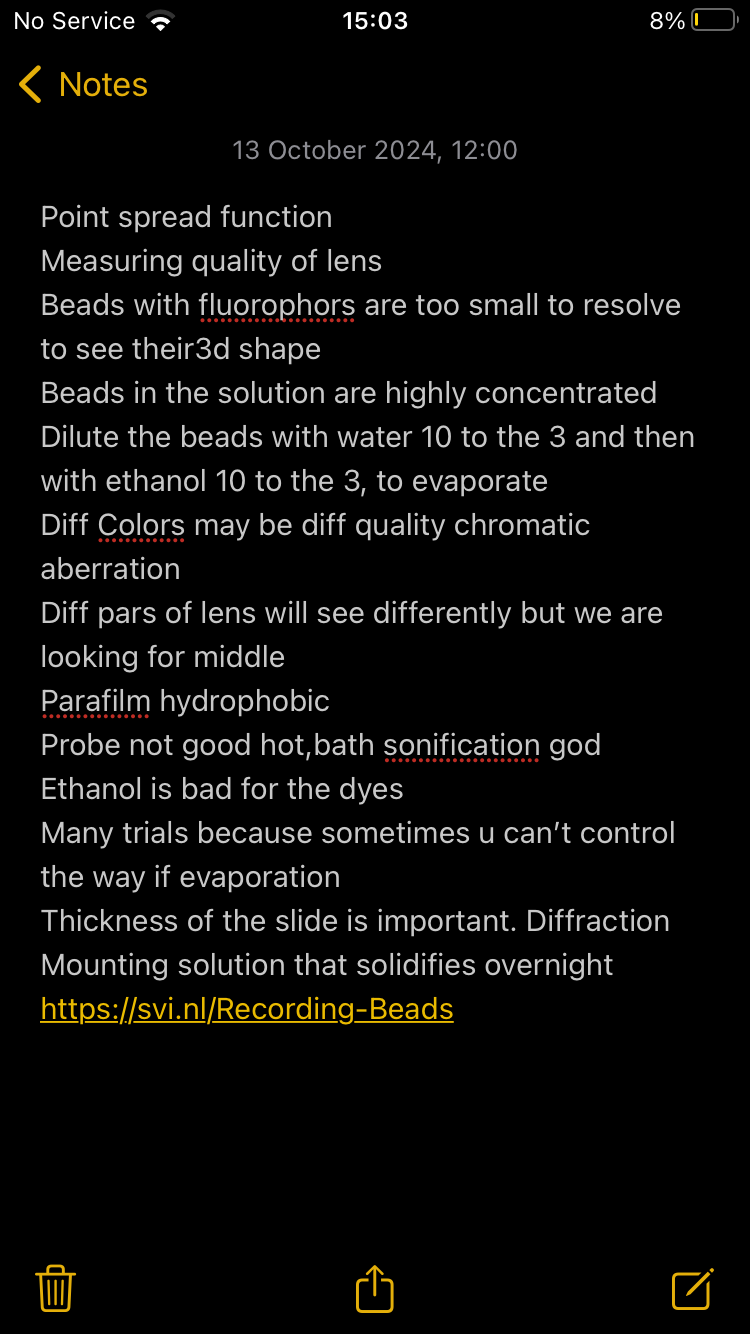 No Service 15:03 8%
Notes
13 October 2024, 12:00
Point spread function
Measuring quality of lens
Beads with fluorophors are too small to resolve
to see their3d shape
Beads in the solution are highly concentrated
Dilute the beads with water 10 to the 3 and then
with ethanol 10 to the 3, to evaporate
Diff Colors may be diff quality chromatic
aberration
Diff pars of lens will see differently but we are
looking for middle
Parafilm hydrophobic
Probe not good hot,bath sonification god
Ethanol is bad for the dyes
Many trials because sometimes u can’t control
the way if evaporation
Thickness of the slide is important. Diffraction
Mounting solution that solidifies overnight
https://svi.nl/Recording-Beads